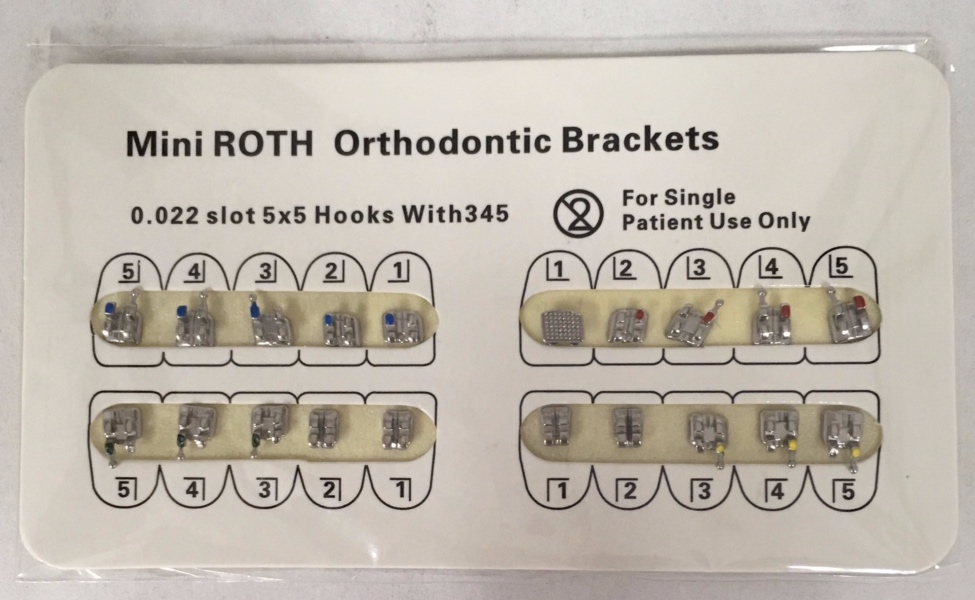 Mini ROTH Orthodontic Brackets
0.022 slot 5x5 Hooks With345
For Single
Patient Use Only
5 4 3 2 1 1 2 3 4 5
5 4 3 2 1 1 2 3 4 5